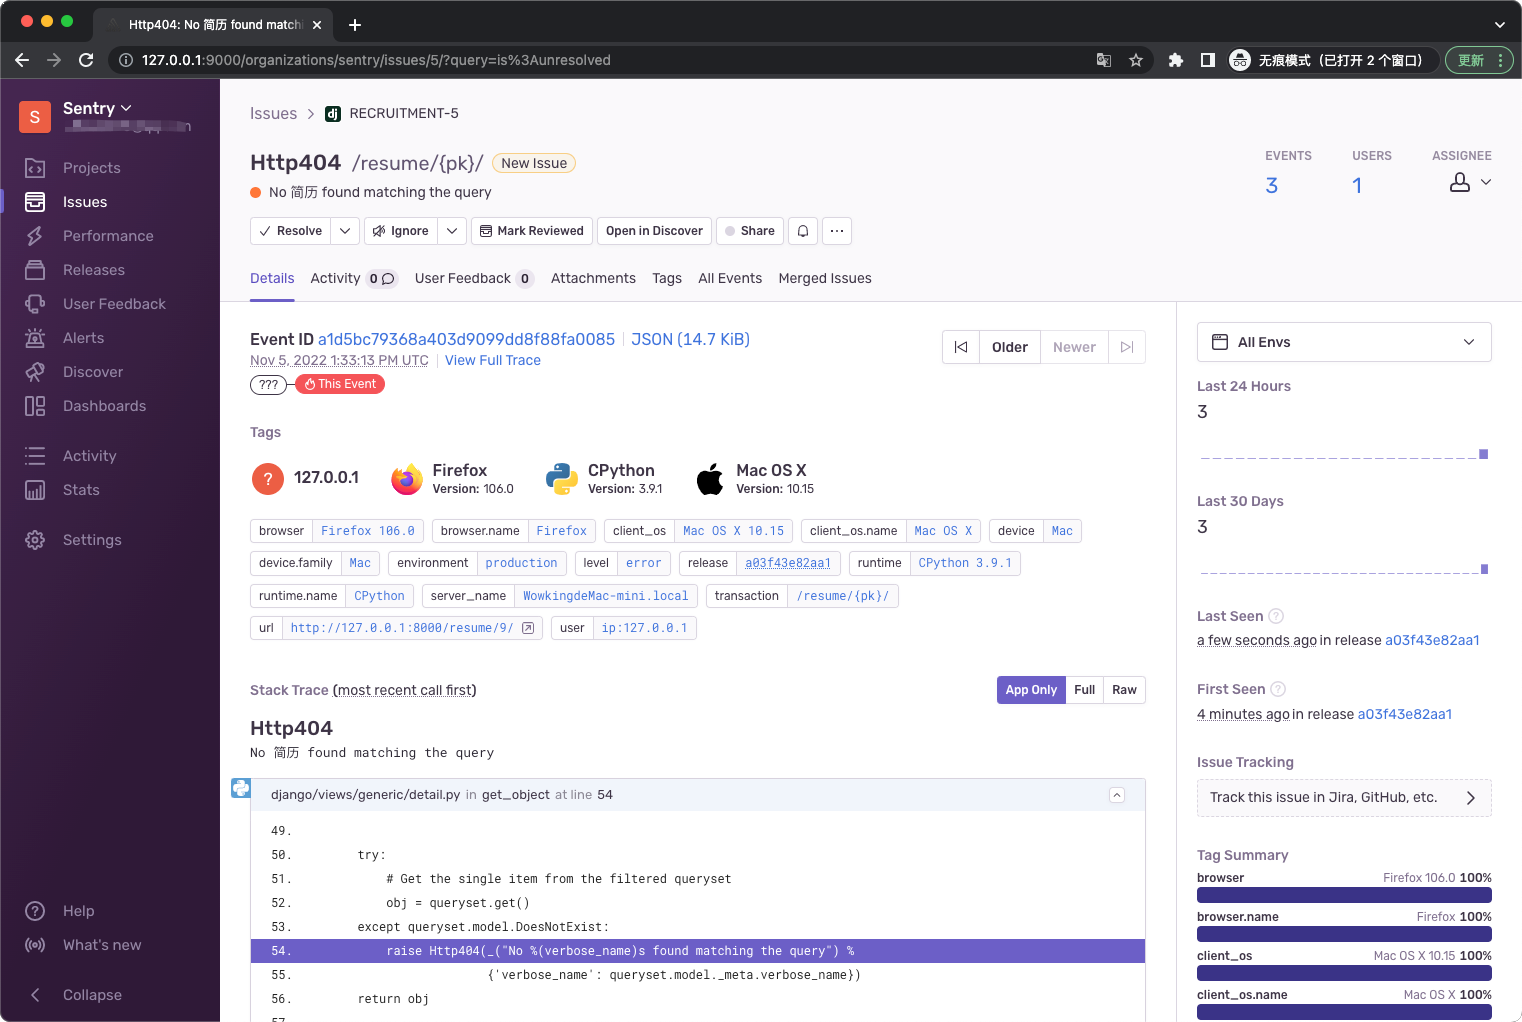 Http404: No 简历 found matchi
127.0.0.1:9000/organizations/sentry/issues/5/?query=is%3Aunresolved
无痕模式（已打开 2 个窗口）
更新
S
Sentry
Projects
Issues
Performance
Releases
User Feedback
Alerts
Discover
Dashboards
Activity
Stats
Settings
Help
What's new
Collapse
Issues
dj
RECRUITMENT-5
Http404 /resume/{pk}/ New Issue
No 简历 found matching the query
EVENTS USERS ASSIGNEE
3 1
Resolve Ignore Mark Reviewed Open in Discover Share
Details Activity 0 User Feedback 0 Attachments Tags All Events Merged Issues
Event ID a1d5bc79368a403d9099dd8f88fa0085 JSON (14.7 KiB)
Nov 5, 2022 1:33:13 PM UTC View Full Trace
??? This Event
Older Newer
Tags
? 127.0.0.1
Firefox
Version: 106.0
CPython
Version: 3.9.1
Mac OS X
Version: 10.15
browser Firefox 106.0 browser.name Firefox client_os Mac OS X 10.15 client_os.name Mac OS X device Mac
device.family Mac environment production level error release a03f43e82aa1 runtime CPython 3.9.1
runtime.name CPython server_name WowkingdeMac-mini.local transaction /resume/{pk}/
url http://127.0.0.1:8000/resume/9/ user ip:127.0.0.1
Stack Trace (most recent call first)
App Only Full Raw
Http404
No 简历 found matching the query
django/views/generic/detail.py in get_object at line 54
49.
50. try:
51. # Get the single item from the filtered queryset
52. obj = queryset.get()
53. except queryset.model.DoesNotExist:
54. raise Http404(_("No %(verbose_name)s found matching the query") %
55. {'verbose_name': queryset.model._meta.verbose_name})
56. return obj
57.
All Envs
Last 24 Hours
3
Last 30 Days
3
Last Seen ?
a few seconds ago in release a03f43e82aa1
First Seen ?
4 minutes ago in release a03f43e82aa1
Issue Tracking
Track this issue in Jira, GitHub, etc.
Tag Summary
browser Firefox 106.0 100%
browser.name Firefox 100%
client_os Mac OS X 10.15 100%
client_os.name Mac OS X 100%